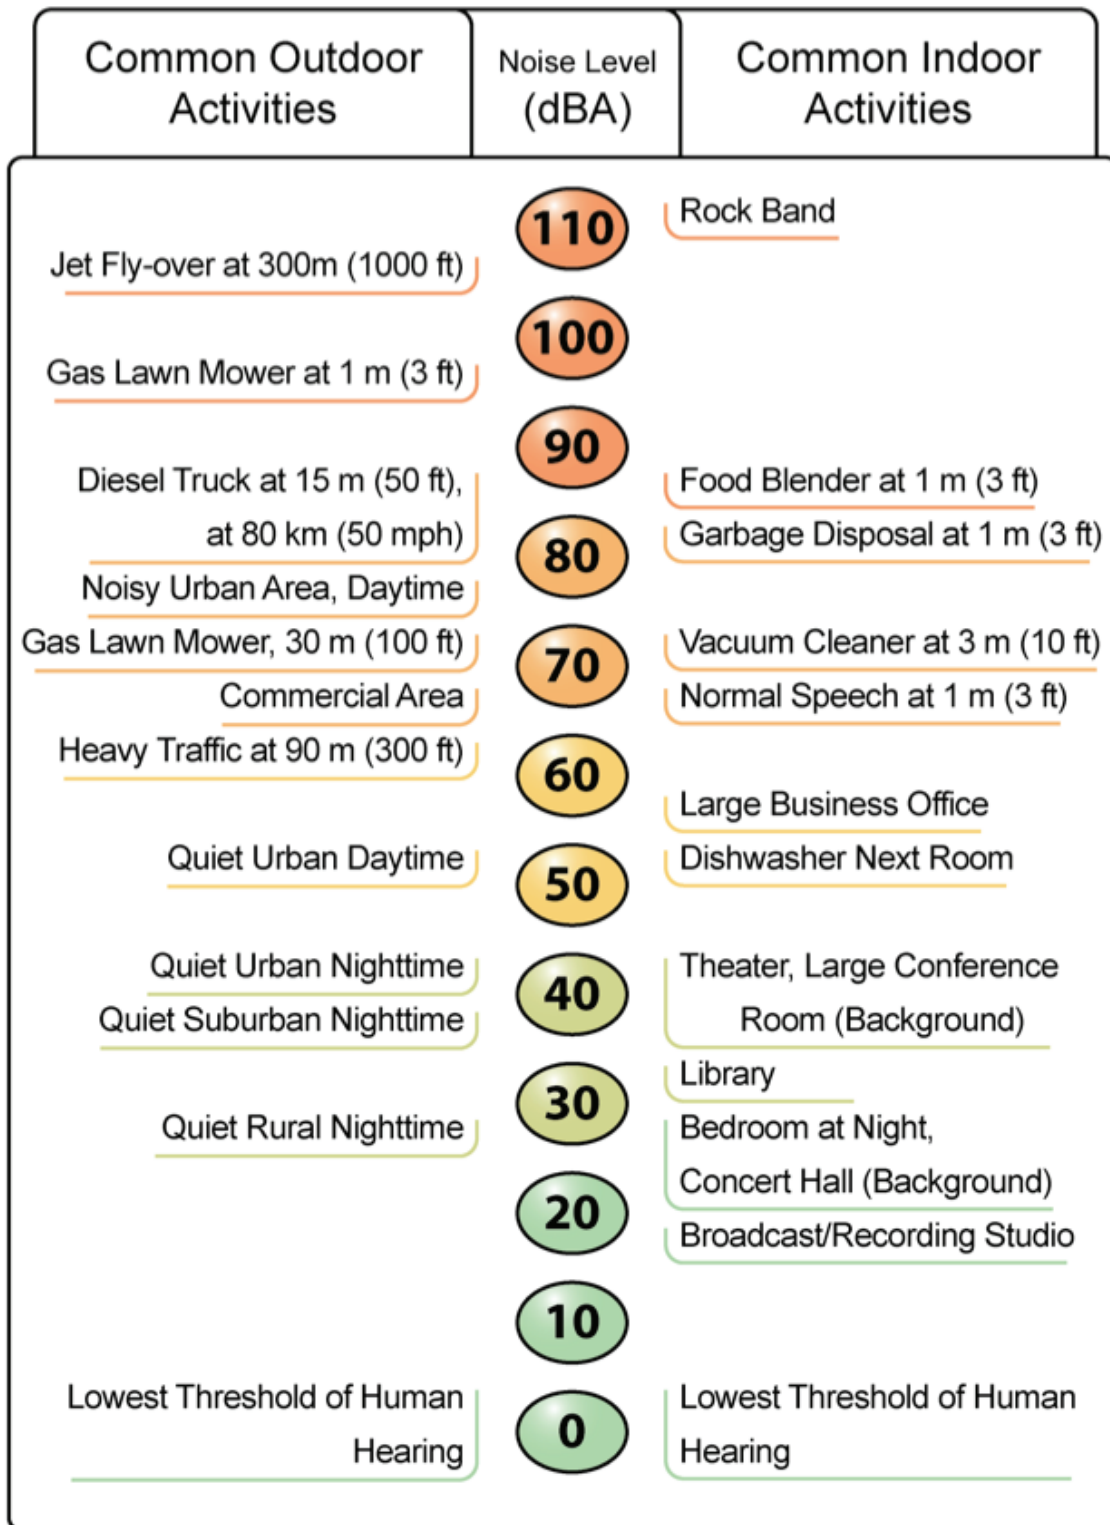 Common Outdoor
Activities
Noise Level
(dBA)
Common Indoor
Activities
110
Rock Band
Jet Fly-over at 300m (1000 ft)
100
Gas Lawn Mower at 1 m (3 ft)
90
Diesel Truck at 15 m (50 ft),
at 80 km (50 mph)
Food Blender at 1 m (3 ft)
80
Garbage Disposal at 1 m (3 ft)
Noisy Urban Area, Daytime
Gas Lawn Mower, 30 m (100 ft)
70
Vacuum Cleaner at 3 m (10 ft)
Commercial Area
Normal Speech at 1 m (3 ft)
Heavy Traffic at 90 m (300 ft)
60
Large Business Office
Quiet Urban Daytime
50
Dishwasher Next Room
Quiet Urban Nighttime
40
Theater, Large Conference
Room (Background)
Quiet Suburban Nighttime
30
Library
Quiet Rural Nighttime
Bedroom at Night,
Concert Hall (Background)
20
Broadcast/Recording Studio
10
Lowest Threshold of Human
Hearing
0
Lowest Threshold of Human
Hearing